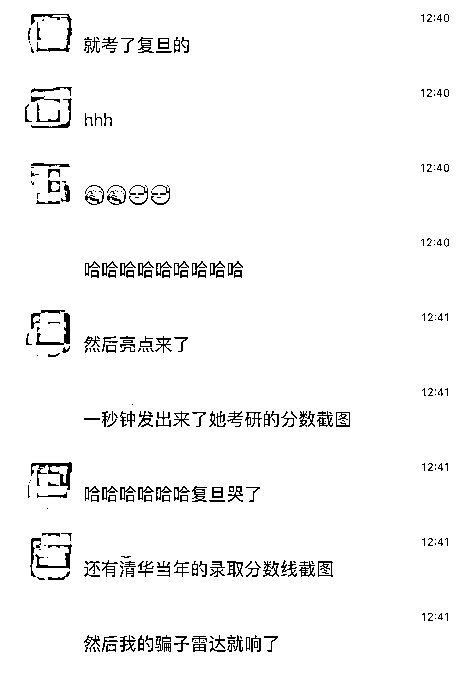 12:40
就考了复旦的
12:40
hhh
12:40
12:40
哈哈哈哈哈哈哈哈哈
12:41
然后亮点来了
12:41
一秒钟发出来了她考研的分数截图
12:41
哈哈哈哈哈哈复旦哭了
12:41
还有清华当年的录取分数线截图
12:41
然后我的骗子雷达就响了